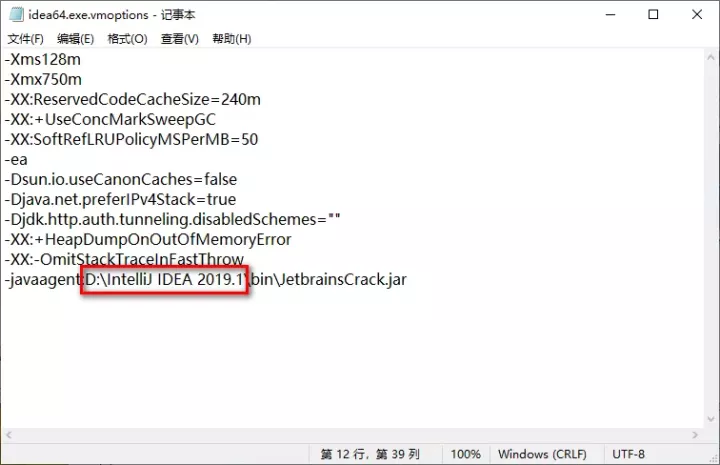 idea64.exe.vmoptions - 记事本
文件(F) 编辑(E) 格式(O) 查看(V) 帮助(H)
-Xms128m
-Xmx750m
-XX:ReservedCodeCacheSize=240m
-XX:+UseConcMarkSweepGC
-XX:SoftRefLRUPolicyMSPerMB=50
-ea
-Dsun.io.useCanonCaches=false
-Djava.net.preferIPv4Stack=true
-Djdk.http.auth.tunneling.disabledSchemes=""
-XX:+HeapDumpOnOutOfMemoryError
-XX:-OmitStackTraceInFastThrow
-javaagent:D:\IntelliJ IDEA 2019.1\bin\JetbrainsCrack.jar
第 12 行，第 39 列 100% Windows (CRLF) UTF-8